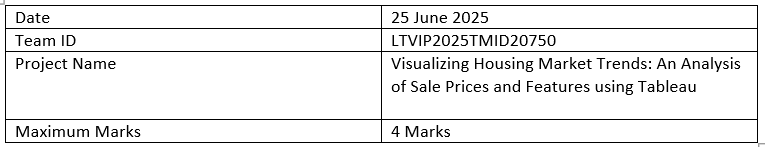 Date 25 June 2025
Team ID LTVIP2025TMID20750
Project Name Visualizing Housing Market Trends: An Analysis
of Sale Prices and Features using Tableau
Maximum Marks 4 Marks